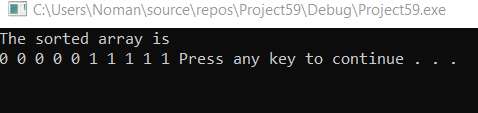 C:\Users\Noman\source\repos\Project59\Debug\Project59.exe
The sorted array is
0 0 0 0 0 1 1 1 1 1 Press any key to continue . . .